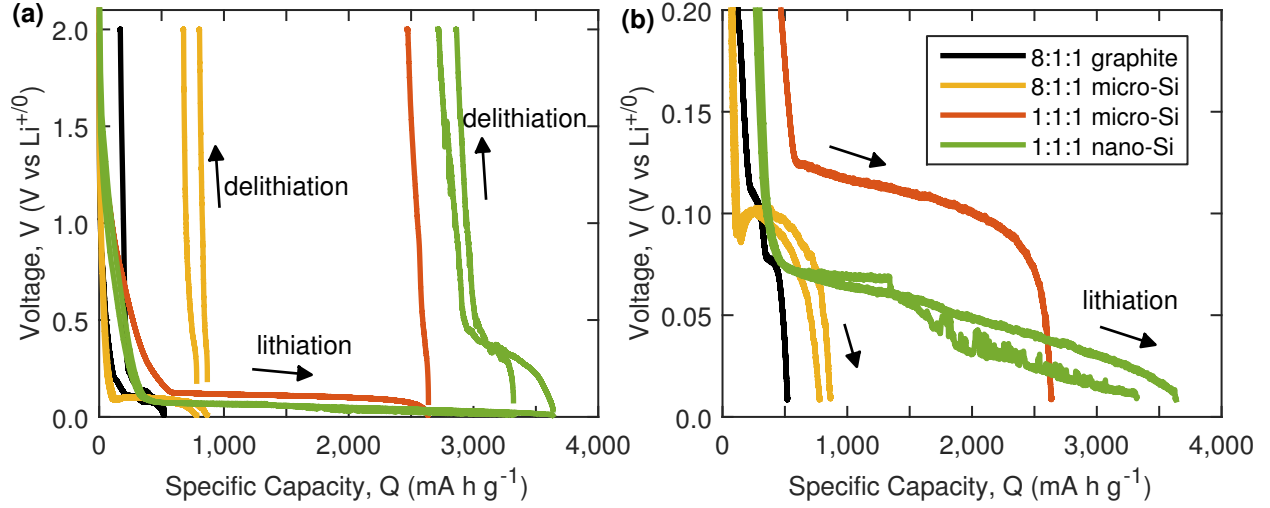 (a)
2.0
1.5
1.0
0.5
0.0
Voltage, V (V vs Li+/0)
delithiation
delithiation
lithiation
0
1,000
2,000
3,000
4,000
Specific Capacity, Q (mA h g-1)
(b)
0.20
0.15
0.10
0.05
0.00
Voltage, V (V vs Li+/0)
8:1:1 graphite
8:1:1 micro-Si
1:1:1 micro-Si
1:1:1 nano-Si
lithiation
0
1,000
2,000
3,000
4,000
Specific Capacity, Q (mA h g-1)